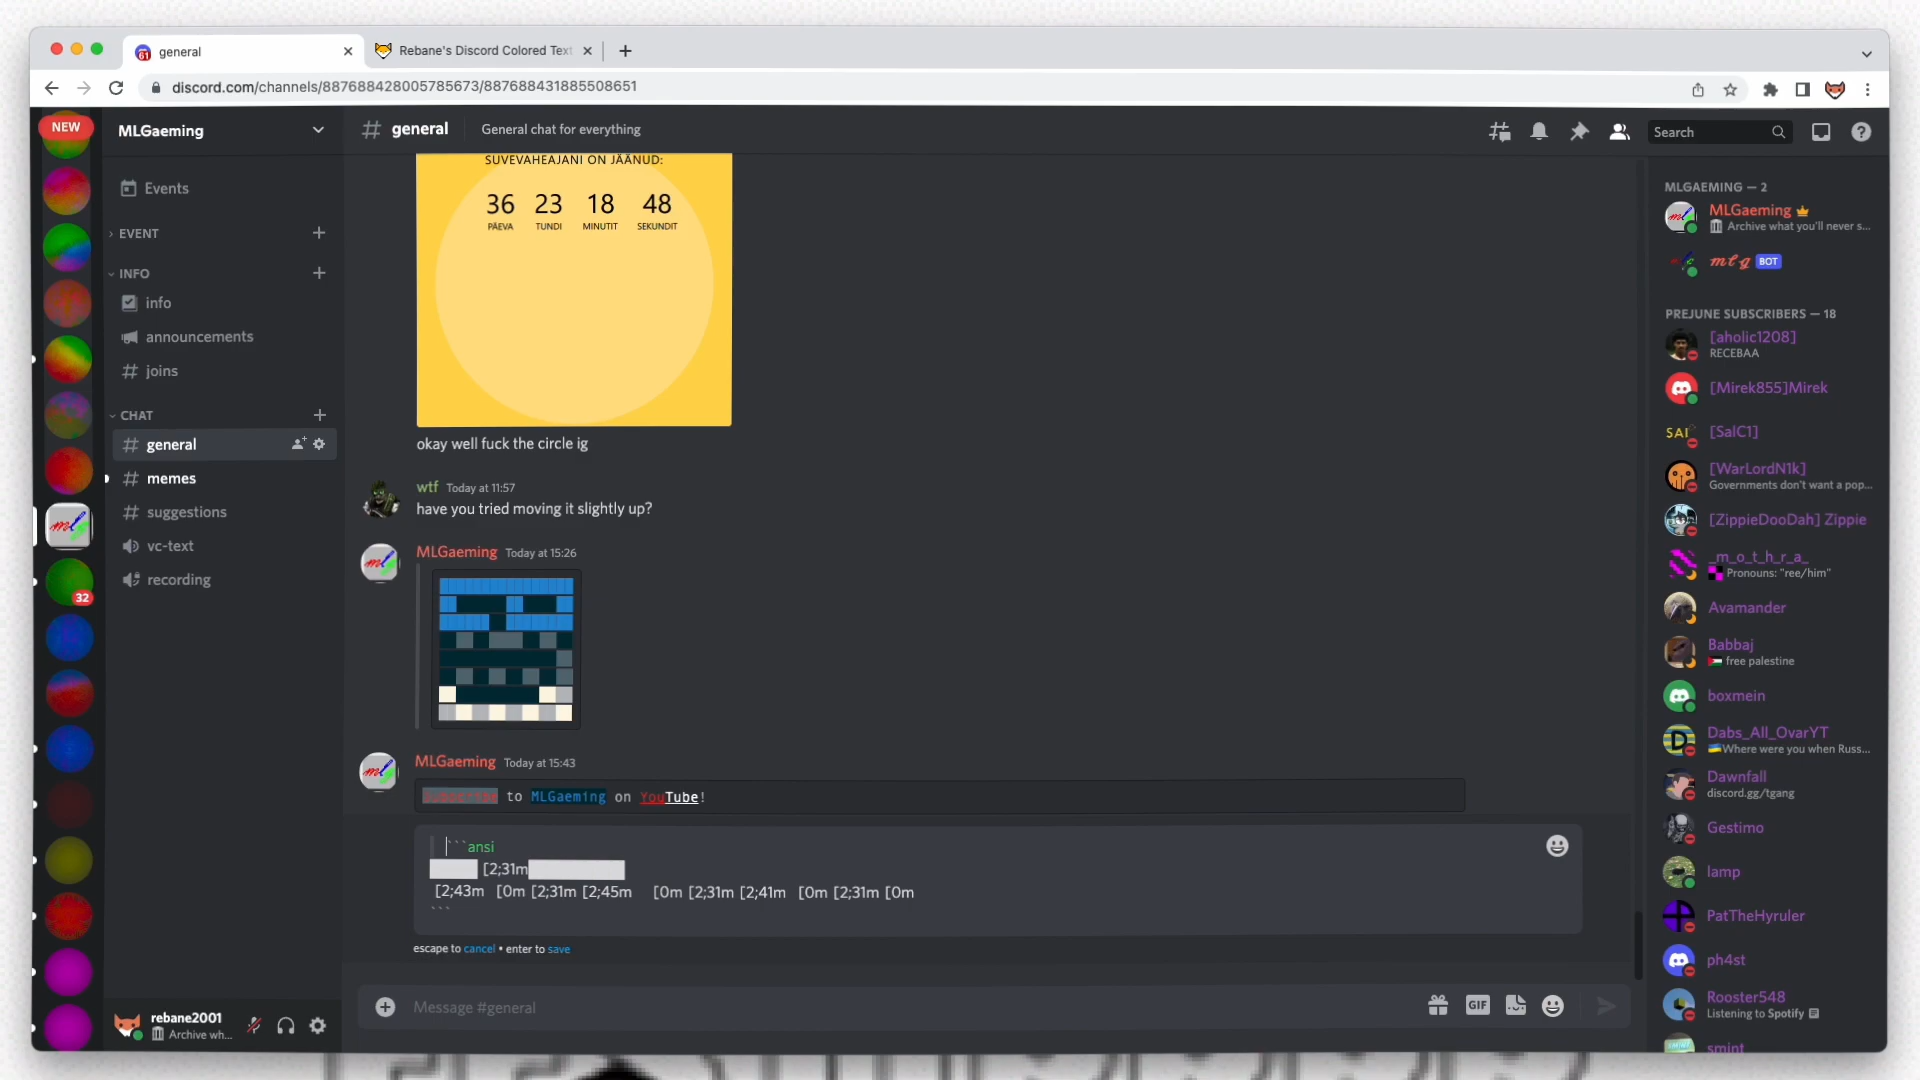 61
general
Rebane's Discord Colored Text
discord.com/channels/887688428005785673/887688431885508651
NEW
MLGaeming
general
General chat for everything
Search
Events
EVENT
INFO
info
announcements
joins
CHAT
general
memes
suggestions
vc-text
recording
32
rebane2001
Archive wh...
SUVEVAHEAJANI ON JÄÄNUD:
36 23 18 48
PÄEVA TUNDI MINUTIT SEKUNDIT
okay well fuck the circle ig
wtf Today at 11:57
have you tried moving it slightly up?
MLGaeming Today at 15:26
MLGaeming Today at 15:43
to MLGaeming on YouTube!
```ansi
[2;31m
[2;43m [0m [2;31m [2;45m [0m [2;31m [2;41m [0m [2;31m [0m
```
escape to cancel • enter to save
Message #general
GIF
MLGAEMING — 2
MLGaeming
Archive what you'll never s...
mlg BOT
PREJUNE SUBSCRIBERS — 18
[aholic1208]
RECEBAA
[Mirek855]Mirek
SAL
[SalC1]
[WarLordN1k]
Governments don't want a pop...
[ZippieDooDah] Zippie
_m_o_t_h_r_a_
Pronouns: "ree/him"
Avamander
Babbaj
free palestine
boxmein
Dabs_All_OvarYT
Where were you when Russ...
Dawnfall
discord.gg/tgang
Gestimo
lamp
PatTheHyruler
ph4st
Rooster548
Listening to Spotify
smint